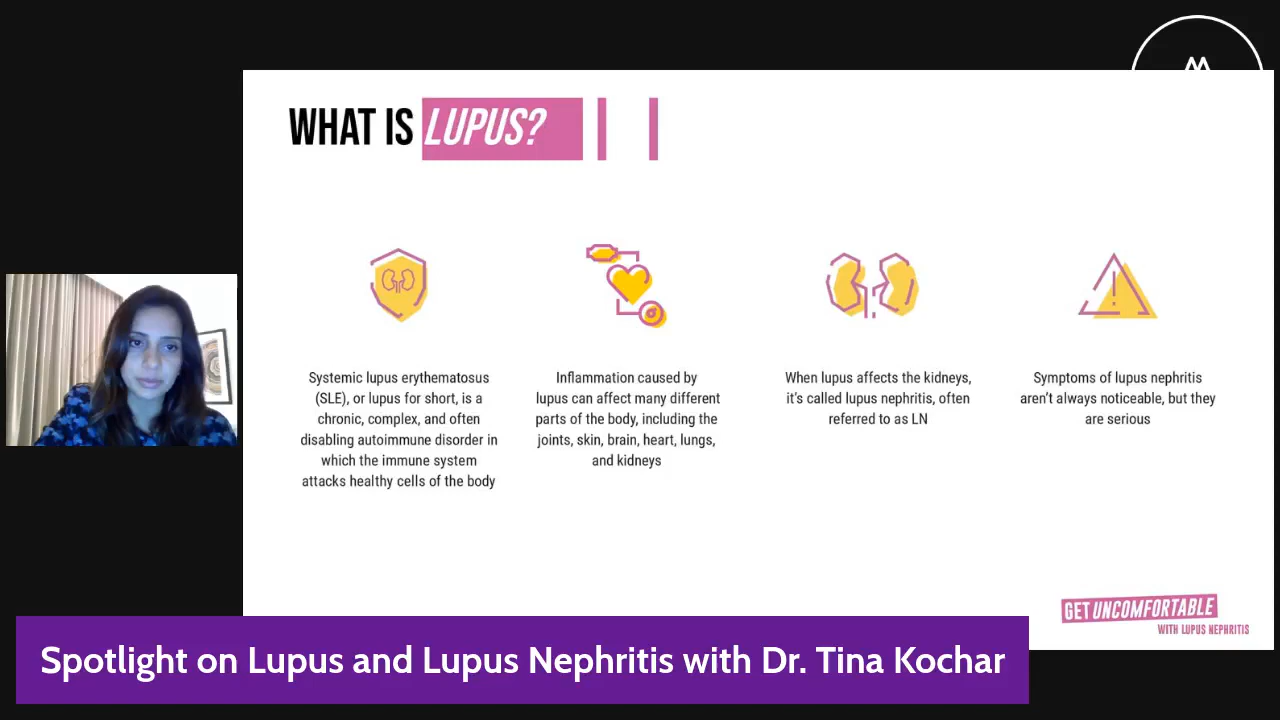 WHAT IS LUPUS?
Systemic lupus erythematosus
(SLE), or lupus for short, is a
chronic, complex, and often
disabling autoimmune disorder in
which the immune system
attacks healthy cells of the body
Inflammation caused by
lupus can affect many different
parts of the body, including the
joints, skin, brain, heart, lungs,
and kidneys
When lupus affects the kidneys,
it’s called lupus nephritis, often
referred to as LN
Symptoms of lupus nephritis
aren’t always noticeable, but they
are serious
GET UNCOMFORTABLE
WITH LUPUS NEPHRITIS
Spotlight on Lupus and Lupus Nephritis with Dr. Tina Kochar